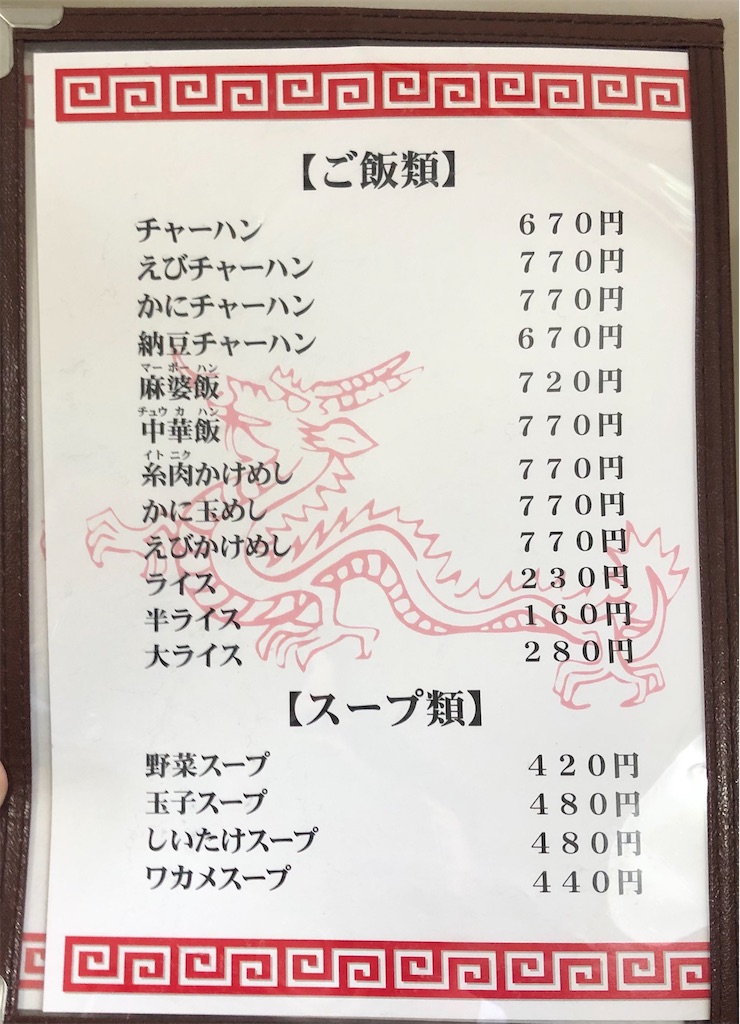 【ご飯類】
チャーハン ６７０円
えびチャーハン ７７０円
かにチャーハン ７７０円
納豆チャーハン ６７０円
マー ボー ハン
麻婆飯 ７２０円
チュウ カ ハン
中華飯 ７７０円
イト ニク
糸肉かけめし ７７０円
かに玉めし ７７０円
えびかけめし ７７０円
ライス ２３０円
半ライス １６０円
大ライス ２８０円
【スープ類】
野菜スープ ４２０円
玉子スープ ４８０円
しいたけスープ ４８０円
ワカメスープ ４４０円